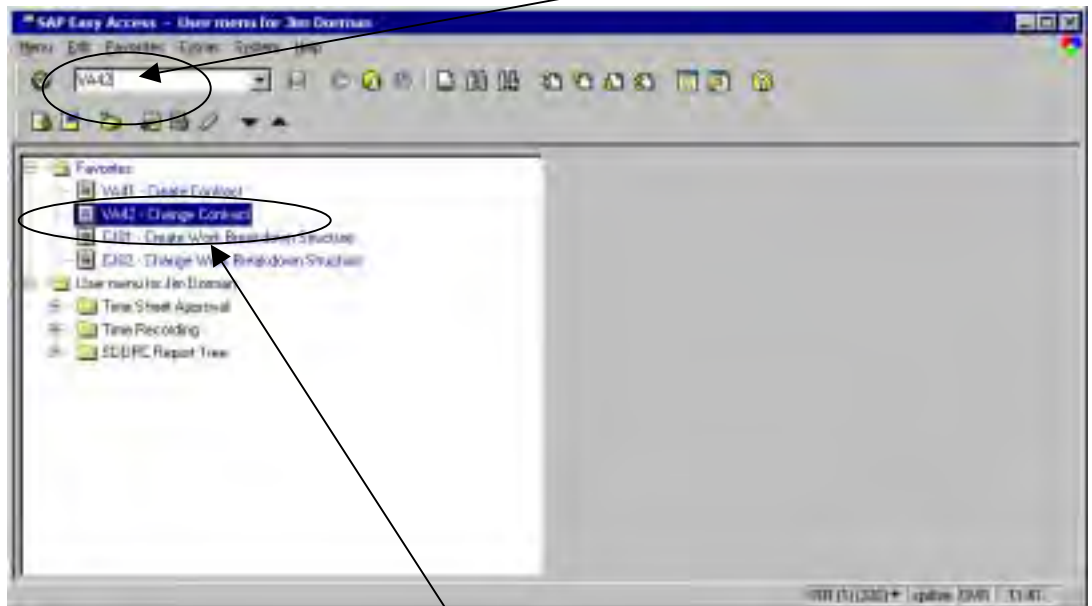 SAP Easy Access - User menu for Jim Dorman
Menu Edit Favorites Extras System Help
VA42
Favorites
VA41 - Create Contract
VA42 - Change Contract
CJ01 - Create Work Breakdown Structure
CJ02 - Change Work Breakdown Structure
User menu for Jim Dorman
Time Sheet Approval
Time Recording
Report Tree